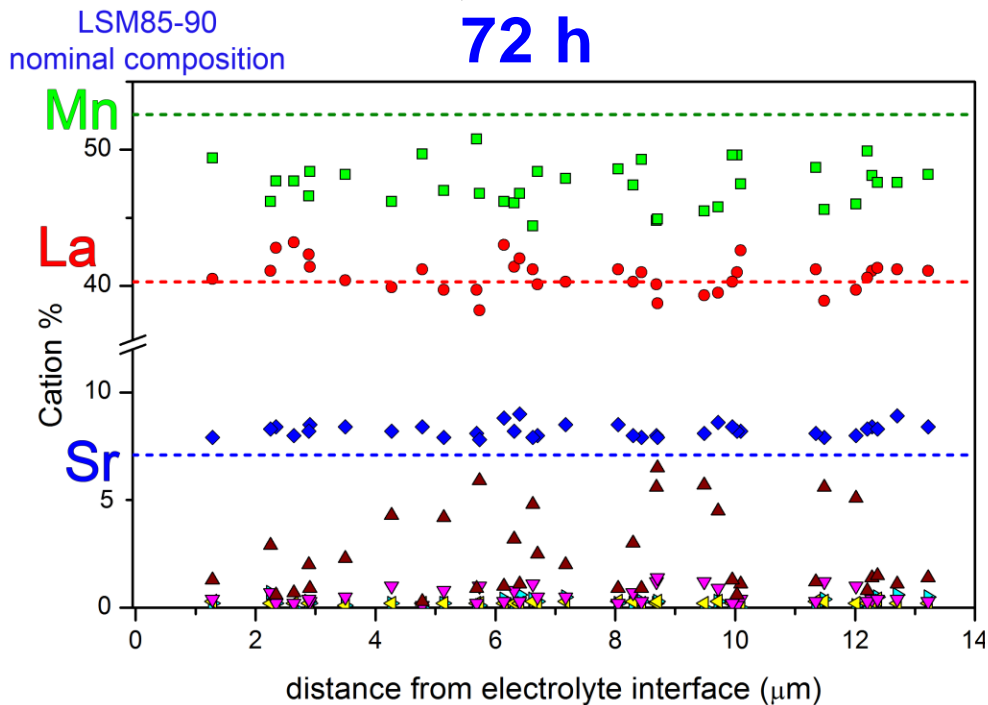 LSM85-90
nominal composition
72 h
Mn
La
Sr
Cation %
50
40
10
5
0
0 2 4 6 8 10 12 14
distance from electrolyte interface (μm)